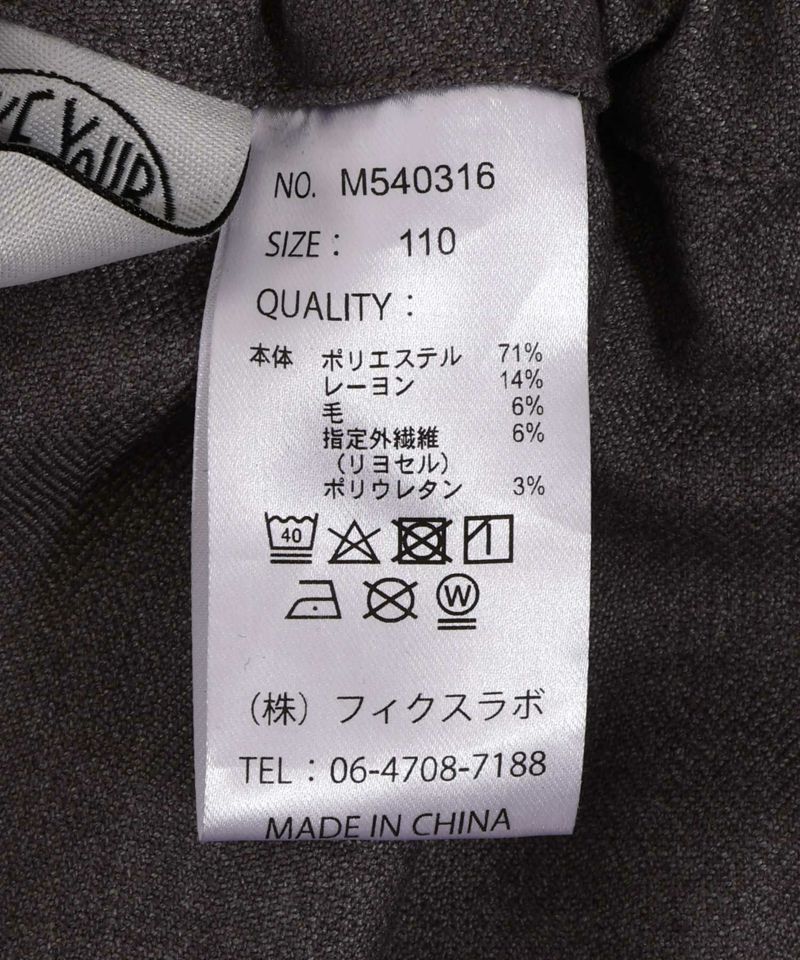 YOUR
NO. M540316
SIZE : 110
QUALITY :
本体 ポリエステル 71%
レーヨン 14%
毛 6%
指定外繊維 6%
（リヨセル）
ポリウレタン 3%
40
W
（株）フィクスラボ
TEL : 06-4708-7188
MADE IN CHINA